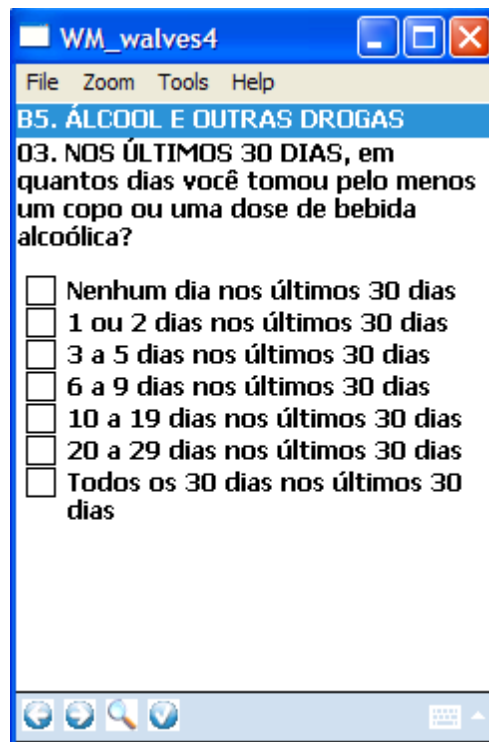 WM_walves4
File Zoom Tools Help
B5. ÁLCOOL E OUTRAS DROGAS
03. NOS ÚLTIMOS 30 DIAS, em
quantos dias você tomou pelo menos
um copo ou uma dose de bebida
alcoólica?
Nenhum dia nos últimos 30 dias
1 ou 2 dias nos últimos 30 dias
3 a 5 dias nos últimos 30 dias
6 a 9 dias nos últimos 30 dias
10 a 19 dias nos últimos 30 dias
20 a 29 dias nos últimos 30 dias
Todos os 30 dias nos últimos 30
dias